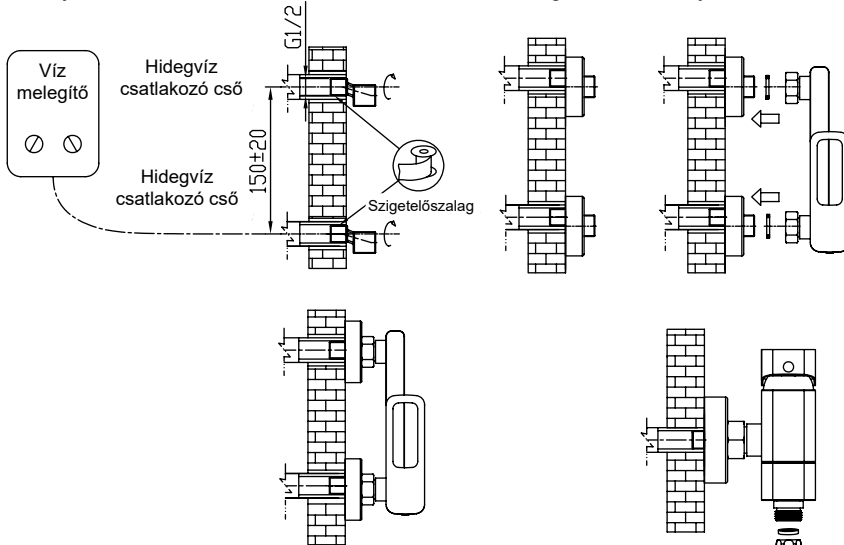 G1/2
Víz
melegítő
Hidegvíz
csatlakozó cső
150±20
Hidegvíz
csatlakozó cső
Szigetelőszalag